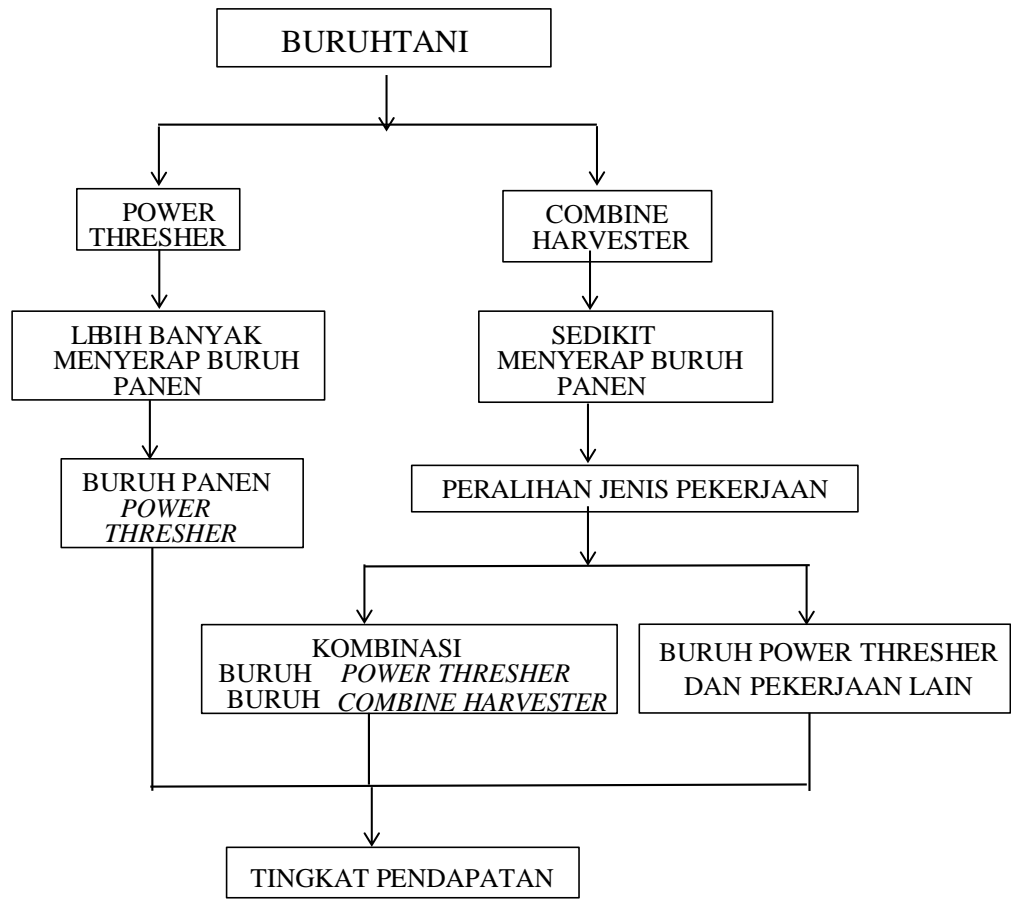 BURUHTANI
POWER
THRESHER
COMBINE
HARVESTER
LEBIH BANYAK
MENYERAP BURUH
PANEN
SEDIKIT
MENYERAP BURUH
PANEN
BURUH PANEN
POWER
THRESHER
PERALIHAN JENIS PEKERJAAN
KOMBINASI
BURUH POWER THRESHER
BURUH COMBINE HARVESTER
BURUH POWER THRESHER
DAN PEKERJAAN LAIN
TINGKAT PENDAPATAN